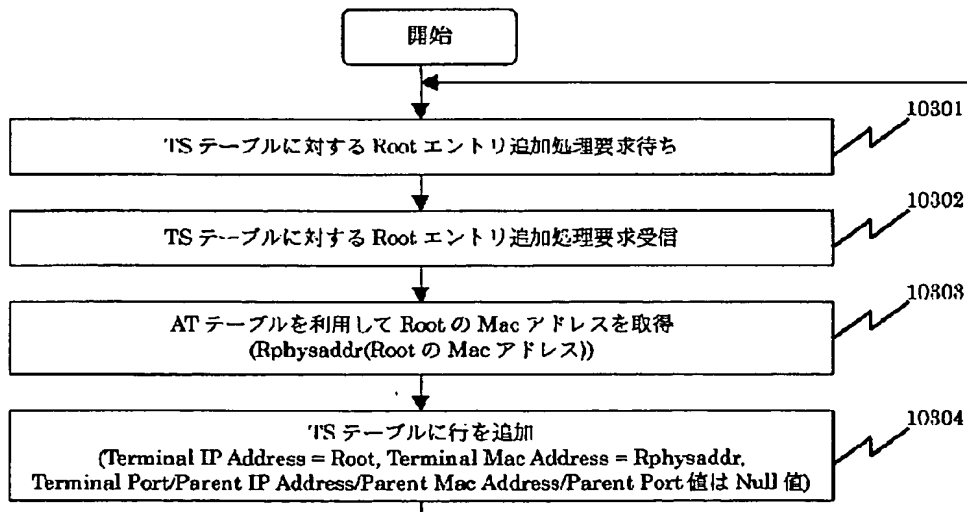 開始
10301
TS テーブルに対する Root エントリ追加処理要求待ち
10302
TS テーブルに対する Root エントリ追加処理要求受信
10303
AT テーブルを利用して Root の Mac アドレスを取得
(Rphysaddr(Root の Mac アドレス))
10304
TS テーブルに行を追加
(Terminal IP Address = Root, Terminal Mac Address = Rphysaddr,
Terminal Port/Parent IP Address/Parent Mac Address/Parent Port 値は Null 値)